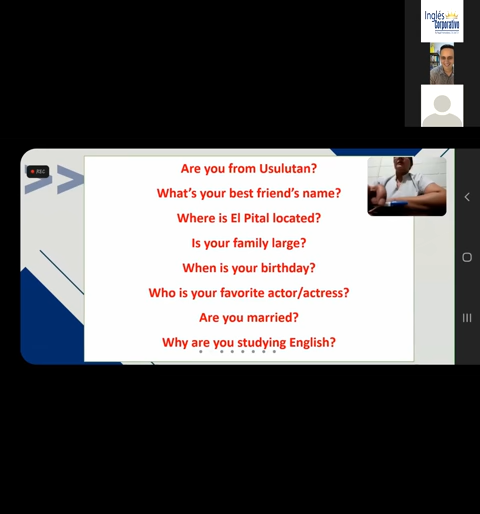 Inglés
Corporativo
REC
Are you from Usulutan?
What's your best friend's name?
Where is El Pital located?
Is your family large?
When is your birthday?
Who is your favorite actor/actress?
Are you married?
Why are you studying English?